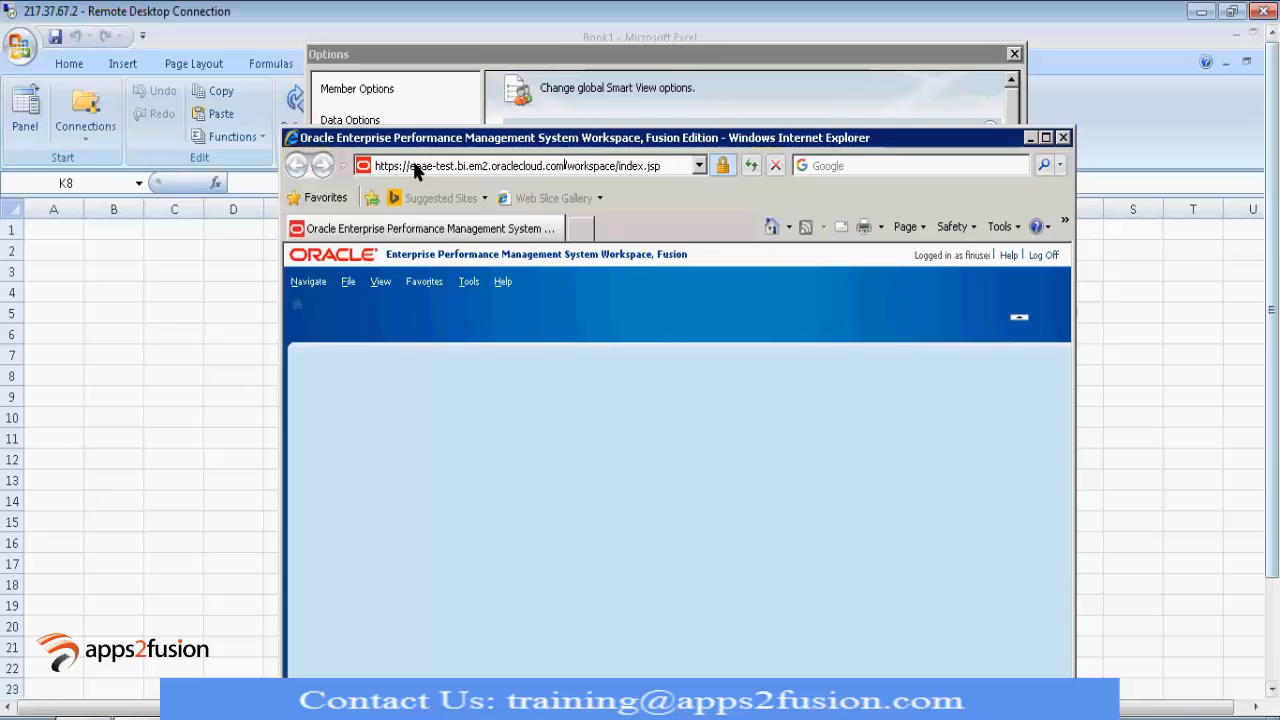 217.37.67.2 - Remote Desktop Connection
Book1 - Microsoft Excel
Home Insert Page Layout Formulas
Options
Member Options
Data Options
Change global Smart View options.
Panel
Connections
Start
Undo
Redo
Copy
Paste
Functions
Edit
K8
Oracle Enterprise Performance Management System Workspace, Fusion Edition - Windows Internet Explorer
-test.bi.em2.oraclecloud.com/workspace/index.jsp
Google
Favorites Suggested Sites Web Slice Gallery
Oracle Enterprise Performance Management System ...
Page Safety Tools
ORACLE Enterprise Performance Management System Workspace, Fusion
Logged in as finuser | Help | Log Off
Navigate File View Favorites Tools Help
A B C D S T U
1
2
3
4
5
6
7
8
9
10
11
12
13
14
15
16
17
18
19
20
21
22
23
apps2fusion
Contact Us: training@apps2fusion.com